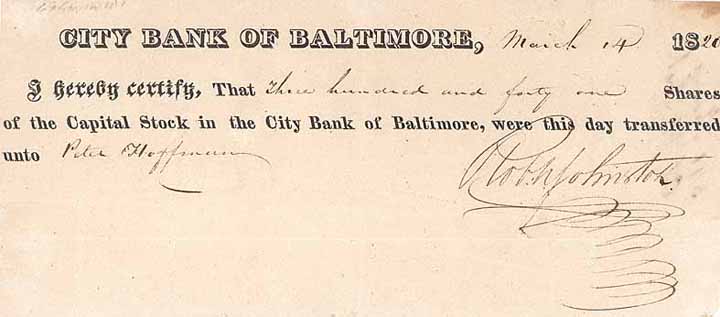 CITY BANK OF BALTIMORE, March 14 1820
I hereby certify, That Three hundred and forty one Shares
of the Capital Stock in the City Bank of Baltimore, were this day transferred
unto Peter Hoffman
Johnston